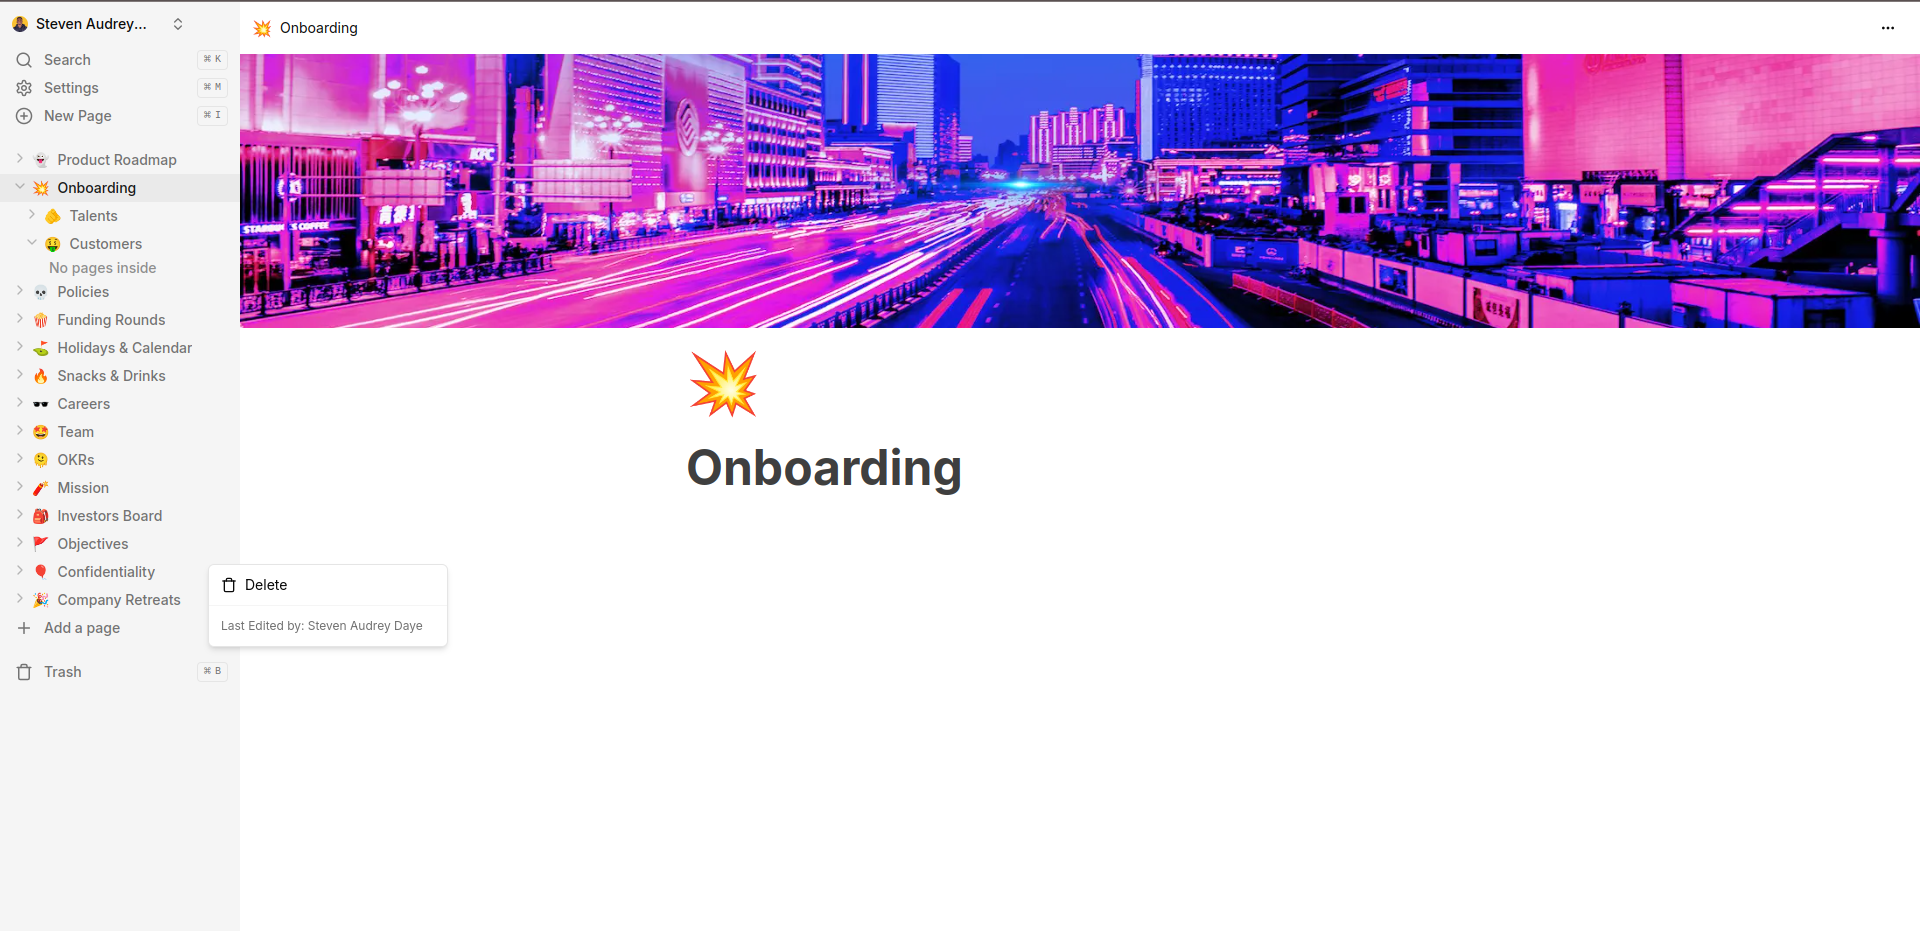 Steven Audrey...
Search ⌘ K
Settings ⌘ M
New Page ⌘ I
Product Roadmap
Onboarding
Talents
Customers
No pages inside
Policies
Funding Rounds
Holidays & Calendar
Snacks & Drinks
Careers
Team
OKRs
Mission
Investors Board
Objectives
Confidentiality
Company Retreats
Add a page
Trash ⌘ B
Onboarding
KFC
Onboarding
Delete
Last Edited by: Steven Audrey Daye